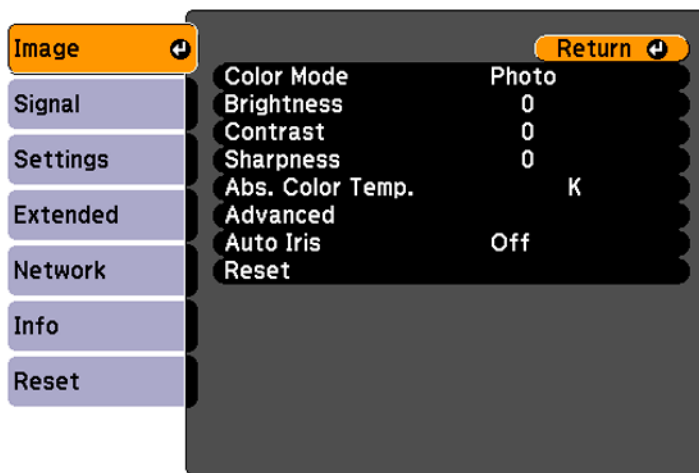 Image
Signal
Settings
Extended
Network
Info
Reset
Return
Color Mode Photo
Brightness 0
Contrast 0
Sharpness 0
Abs. Color Temp. K
Advanced
Auto Iris Off
Reset